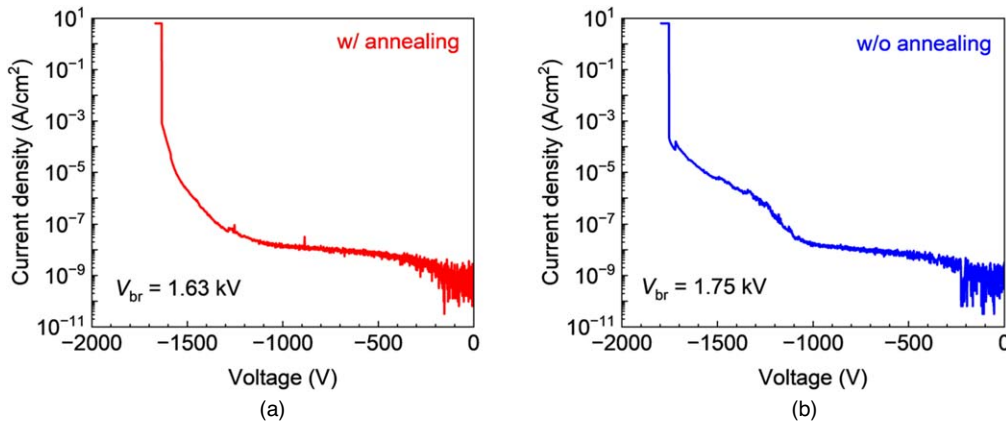 Current density (A/cm²)
10¹
10⁻¹
10⁻³
10⁻⁵
10⁻⁷
10⁻⁹
10⁻¹¹
w/ annealing
V_br = 1.63 kV
−2000 −1500 −1000 −500 0
Voltage (V)
(a)
Current density (A/cm²)
10¹
10⁻¹
10⁻³
10⁻⁵
10⁻⁷
10⁻⁹
10⁻¹¹
w/o annealing
V_br = 1.75 kV
−2000 −1500 −1000 −500 0
Voltage (V)
(b)